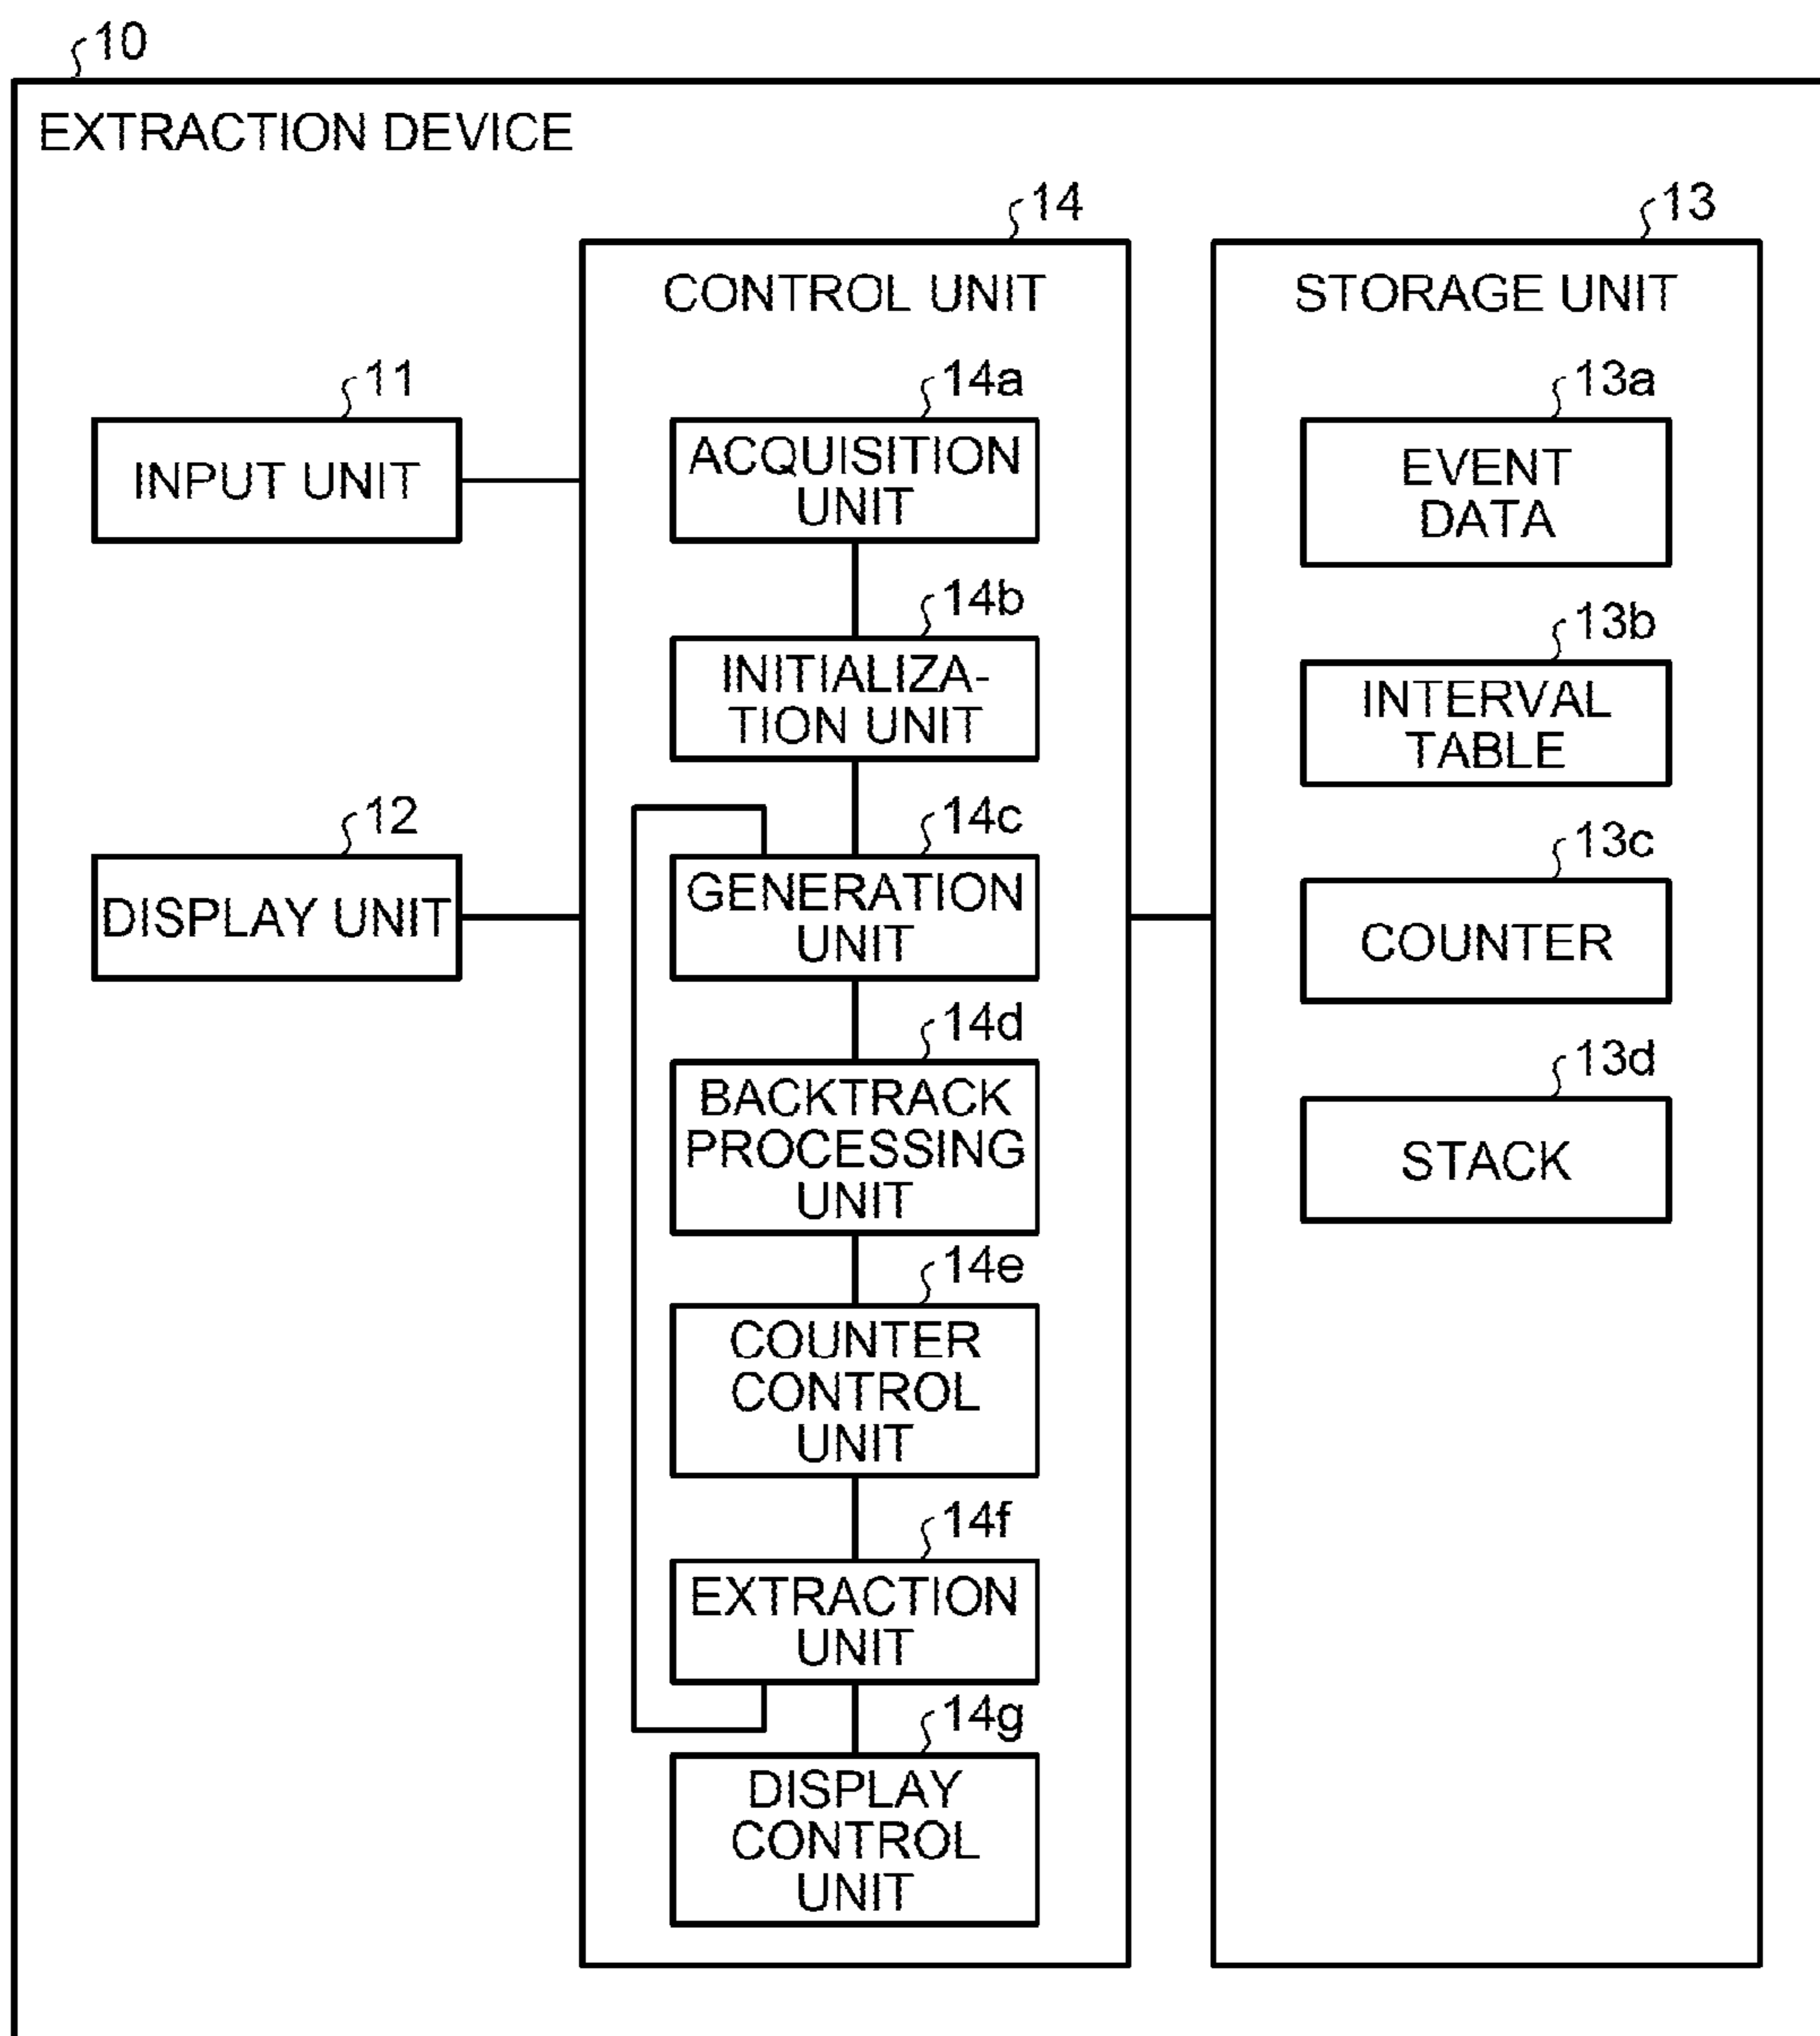 10
EXTRACTION DEVICE
14
CONTROL UNIT
13
STORAGE UNIT
11
INPUT UNIT
12
DISPLAY UNIT
14a
ACQUISITION
UNIT
14b
INITIALIZA-
TION UNIT
14c
GENERATION
UNIT
14d
BACKTRACK
PROCESSING
UNIT
14e
COUNTER
CONTROL
UNIT
14f
EXTRACTION
UNIT
14g
DISPLAY
CONTROL
UNIT
13a
EVENT
DATA
13b
INTERVAL
TABLE
13c
COUNTER
13d
STACK